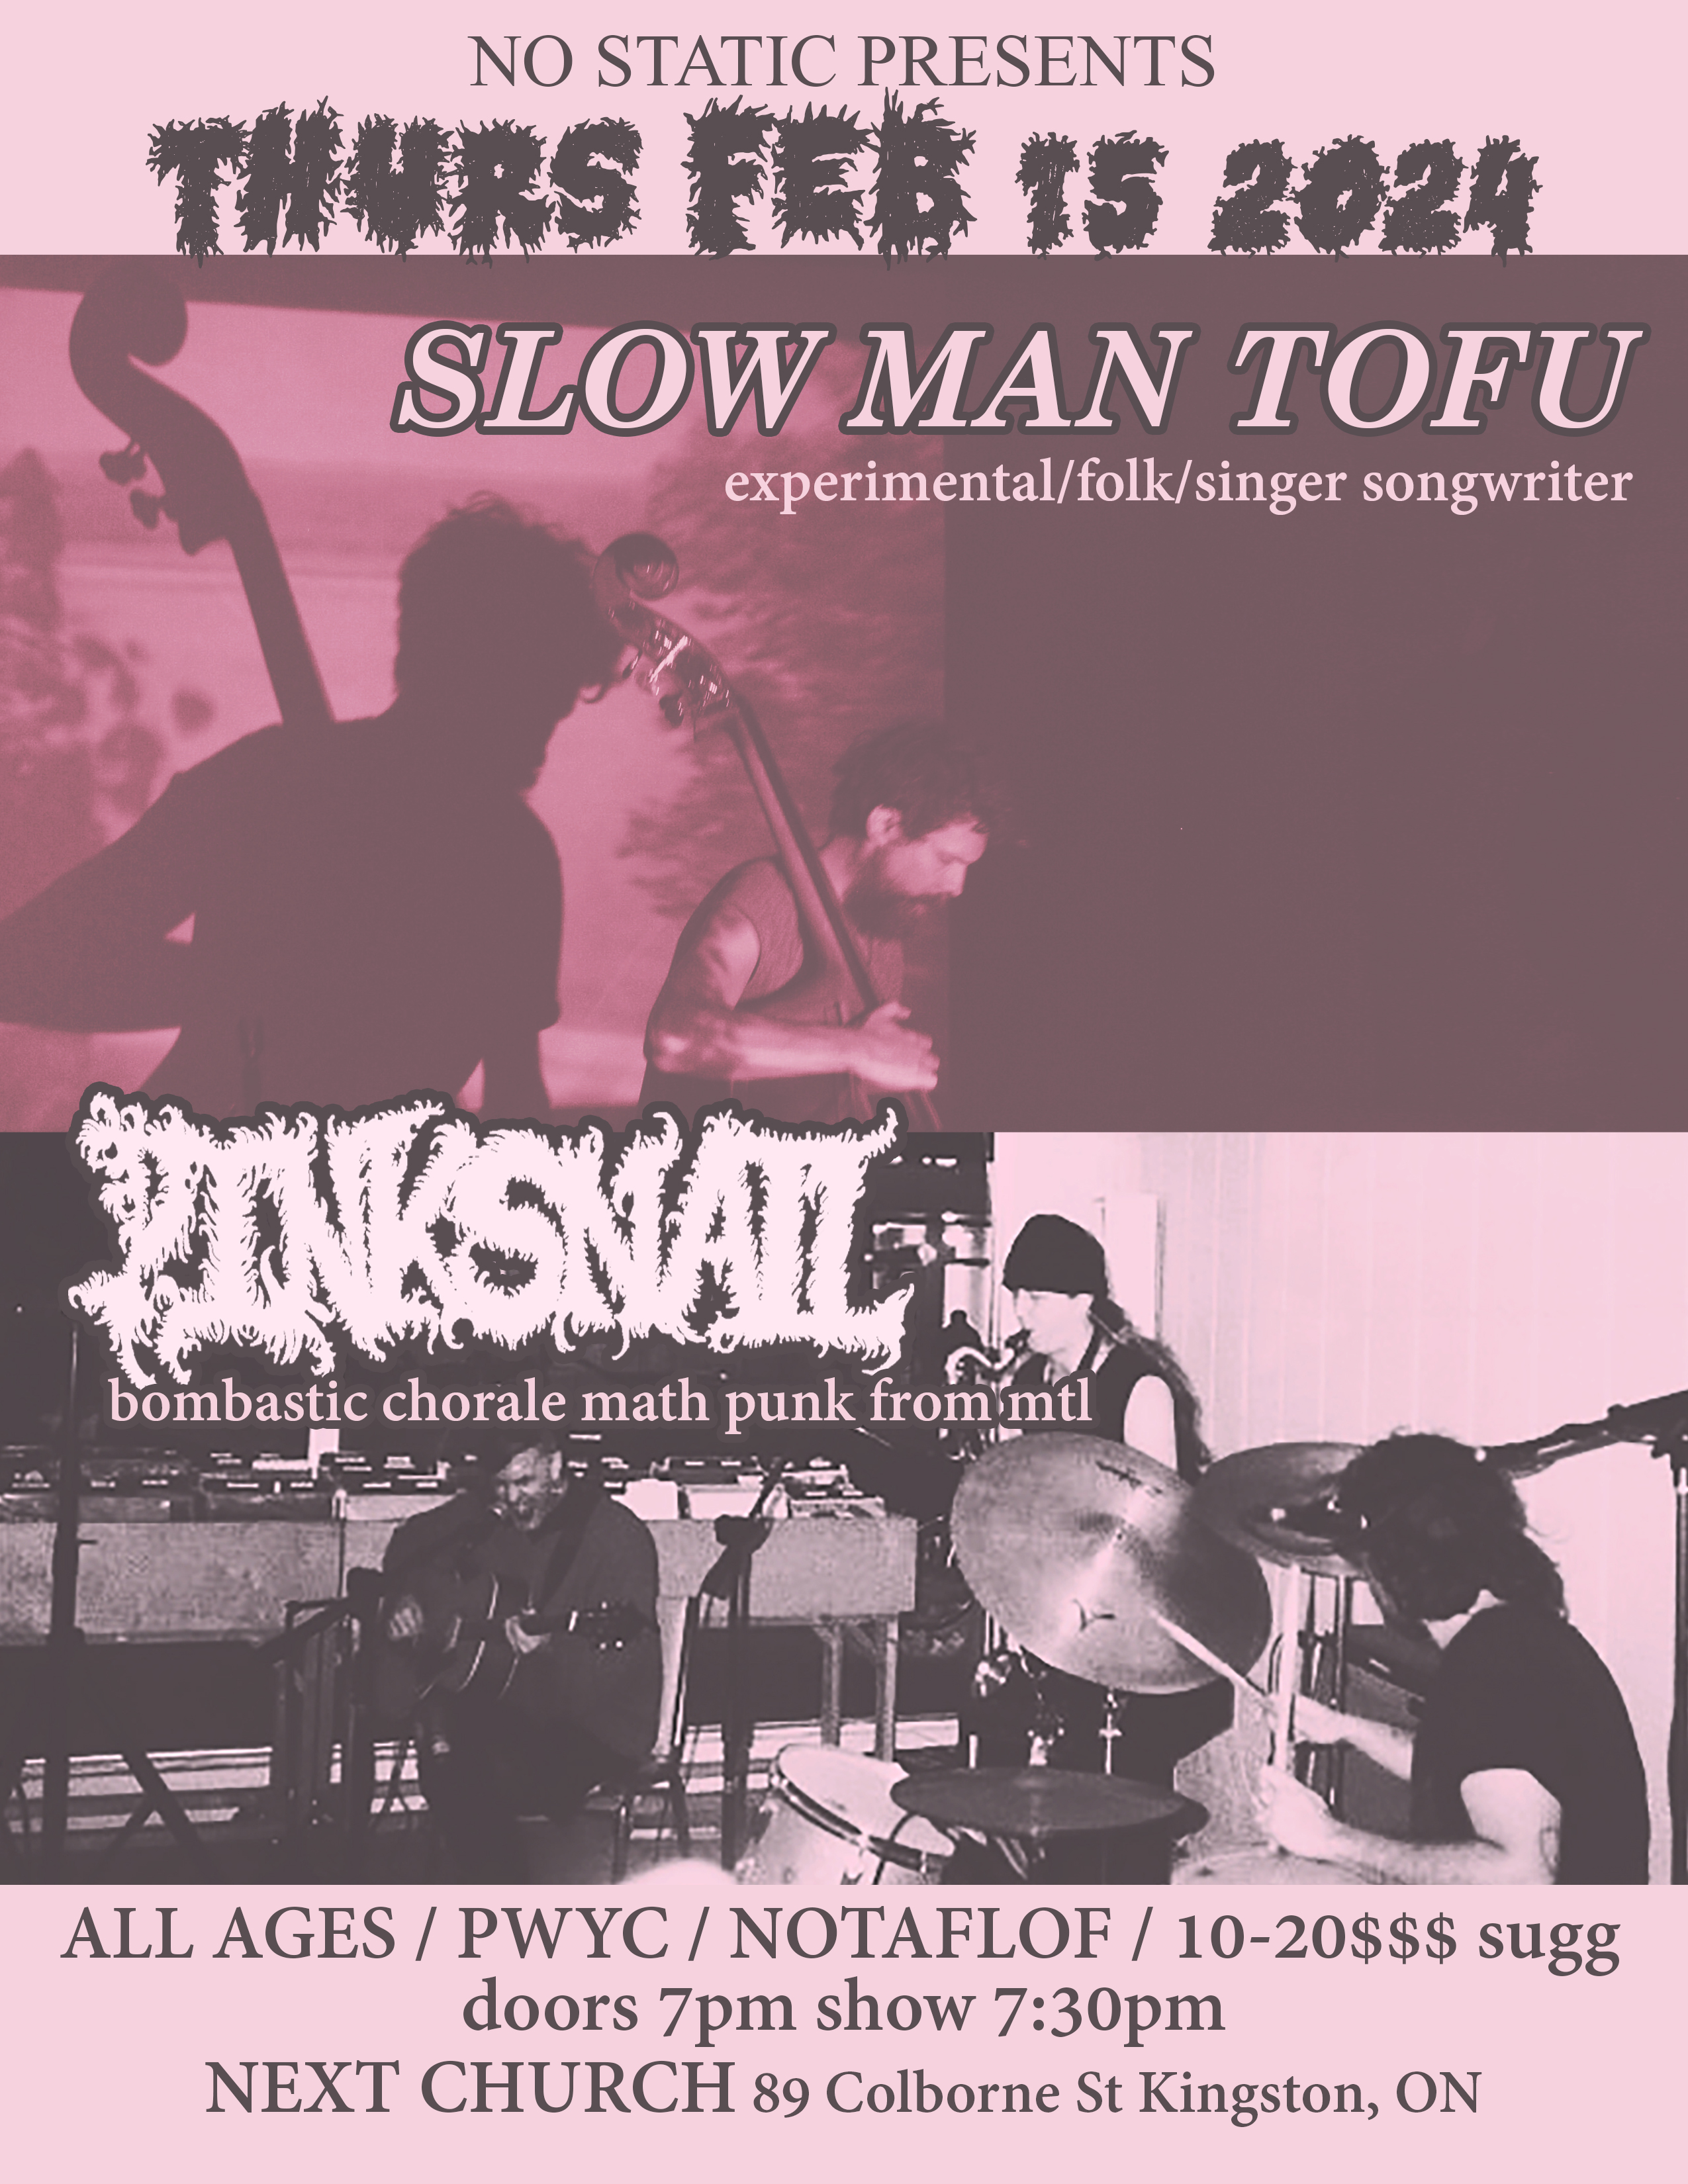 NO STATIC PRESENTS
THURS FEB 15 2024
SLOW MAN TOFU
experimental/folk/singer songwriter
PINKSNAIL
bombastic chorale math punk from mtl
ALL AGES / PWYC / NOTAFLOF / 10-20$$$ sugg
doors 7pm show 7:30pm
NEXT CHURCH 89 Colborne St Kingston, ON